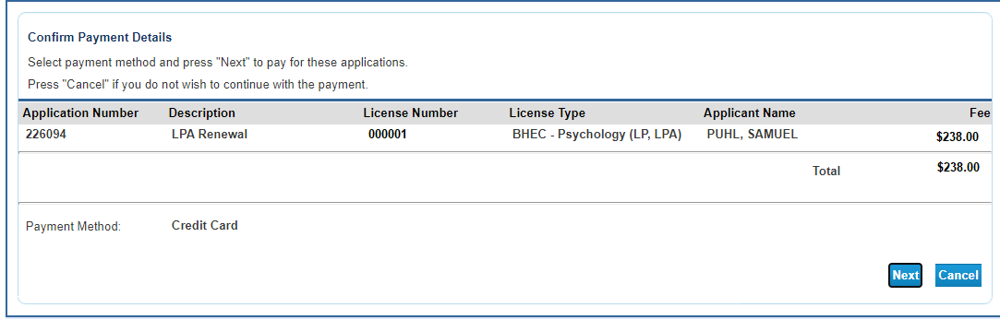 Confirm Payment Details
Select payment method and press "Next" to pay for these applications.
Press "Cancel" if you do not wish to continue with the payment.
Application Number Description License Number License Type Applicant Name Fee
226094 LPA Renewal 000001 BHEC - Psychology (LP, LPA) PUHL, SAMUEL $238.00
Total $238.00
Payment Method: Credit Card
Next Cancel